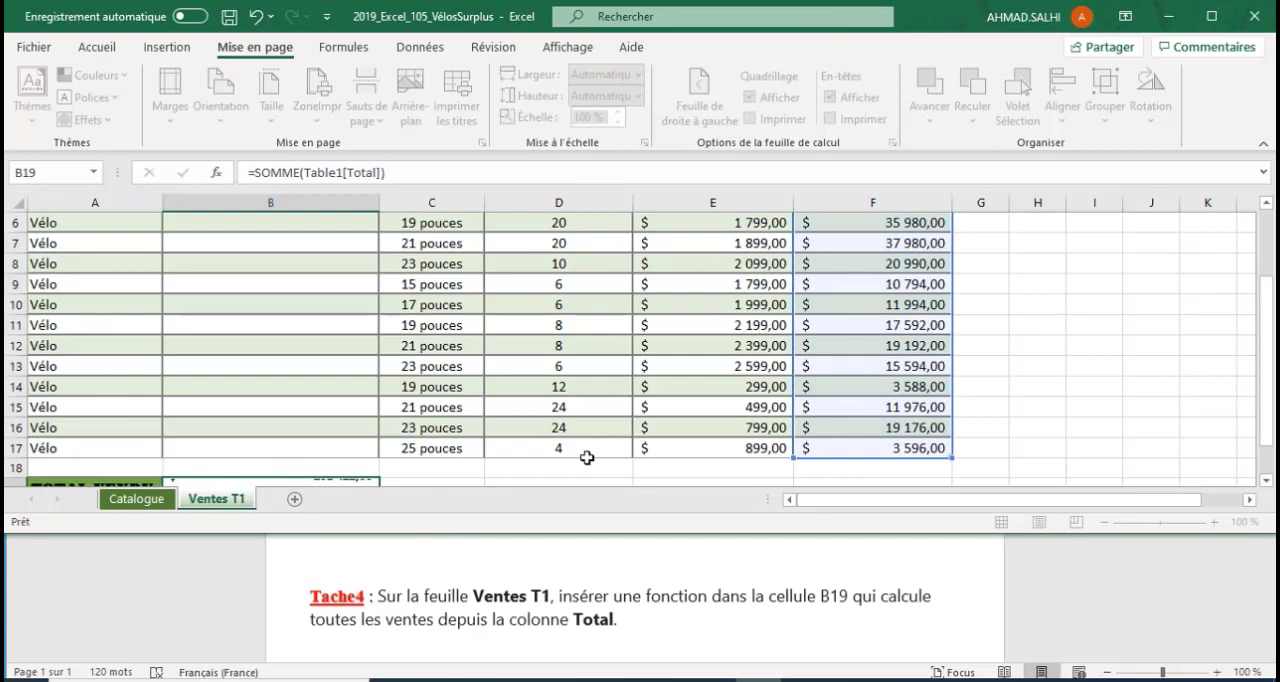 Enregistrement automatique
2019_Excel_105_VélosSurplus - Excel
Rechercher
AHMAD.SALHI A
Fichier Accueil Insertion Mise en page Formules Données Révision Affichage Aide
Partager Commentaires
Couleurs
Polices
Effets
Thèmes
Marges Orientation Taille ZoneImpr Sauts de page Arrière-plan Imprimer les titres
Largeur : Automatiqu
Hauteur : Automatiqu
Échelle : 100 %
Feuille de droite à gauche
Quadrillage En-têtes
Afficher Afficher
Imprimer Imprimer
Avancer Reculer Volet Sélection Aligner Grouper Rotation
Thèmes Mise en page Mise à l'échelle Options de la feuille de calcul Organiser
B19 fx =SOMME(Table1[Total])
A B C D E F G H I J K
6 Vélo 19 pouces 20 $ 1 799,00 $ 35 980,00
7 Vélo 21 pouces 20 $ 1 899,00 $ 37 980,00
8 Vélo 23 pouces 10 $ 2 099,00 $ 20 990,00
9 Vélo 15 pouces 6 $ 1 799,00 $ 10 794,00
10 Vélo 17 pouces 6 $ 1 999,00 $ 11 994,00
11 Vélo 19 pouces 8 $ 2 199,00 $ 17 592,00
12 Vélo 21 pouces 8 $ 2 399,00 $ 19 192,00
13 Vélo 23 pouces 6 $ 2 599,00 $ 15 594,00
14 Vélo 19 pouces 12 $ 299,00 $ 3 588,00
15 Vélo 21 pouces 24 $ 499,00 $ 11 976,00
16 Vélo 23 pouces 24 $ 799,00 $ 19 176,00
17 Vélo 25 pouces 4 $ 899,00 $ 3 596,00
18
Catalogue Ventes T1
Prêt 100 %
Tache4 : Sur la feuille Ventes T1, insérer une fonction dans la cellule B19 qui calcule
toutes les ventes depuis la colonne Total.
Page 1 sur 1 120 mots Français (France) Focus 100 %